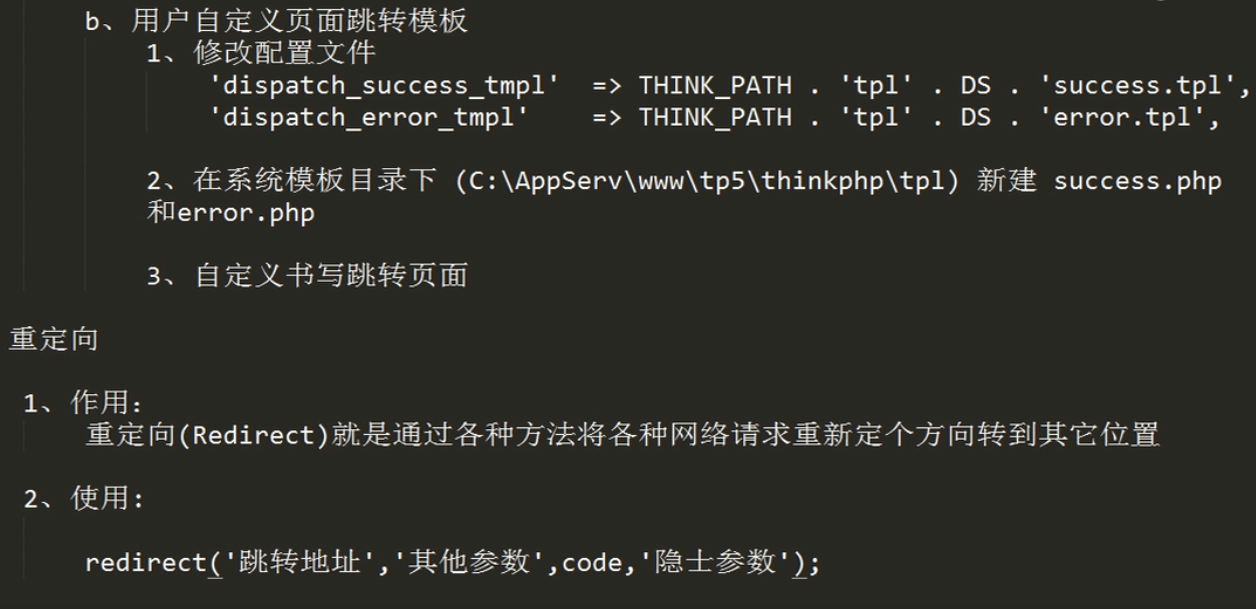 b、用户自定义页面跳转模板
1、修改配置文件
'dispatch_success_tmpl' => THINK_PATH . 'tpl' . DS . 'success.tpl',
'dispatch_error_tmpl' => THINK_PATH . 'tpl' . DS . 'error.tpl',
2、在系统模板目录下 (C:\AppServ\www\tp5\thinkphp\tpl) 新建 success.php
和error.php
3、自定义书写跳转页面
重定向
1、作用:
重定向(Redirect)就是通过各种方法将各种网络请求重新定个方向转到其它位置
2、使用:
redirect('跳转地址','其他参数',code,'隐士参数');